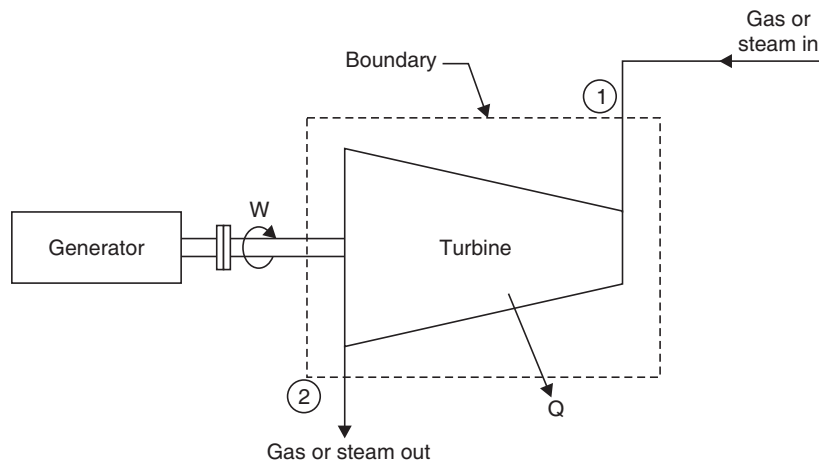 Gas or
steam in
Boundary
1
W
Generator
Turbine
2
Q
Gas or steam out